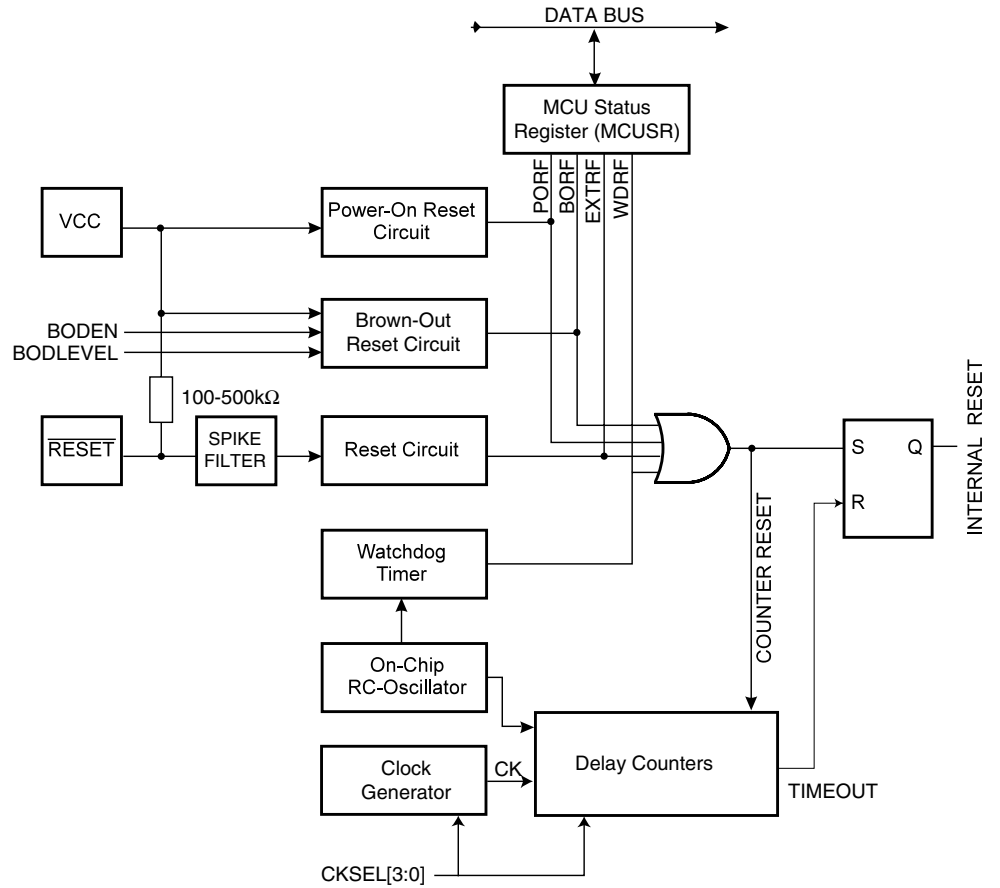 DATA BUS
MCU Status
Register (MCUSR)
PORF
BORF
EXTRF
WDRF
VCC
Power-On Reset
Circuit
BODEN
BODLEVEL
Brown-Out
Reset Circuit
100-500kΩ
RESET
SPIKE
FILTER
Reset Circuit
S
Q
R
INTERNAL RESET
Watchdog
Timer
COUNTER RESET
On-Chip
RC-Oscillator
Clock
Generator
CK
Delay Counters
TIMEOUT
CKSEL[3:0]